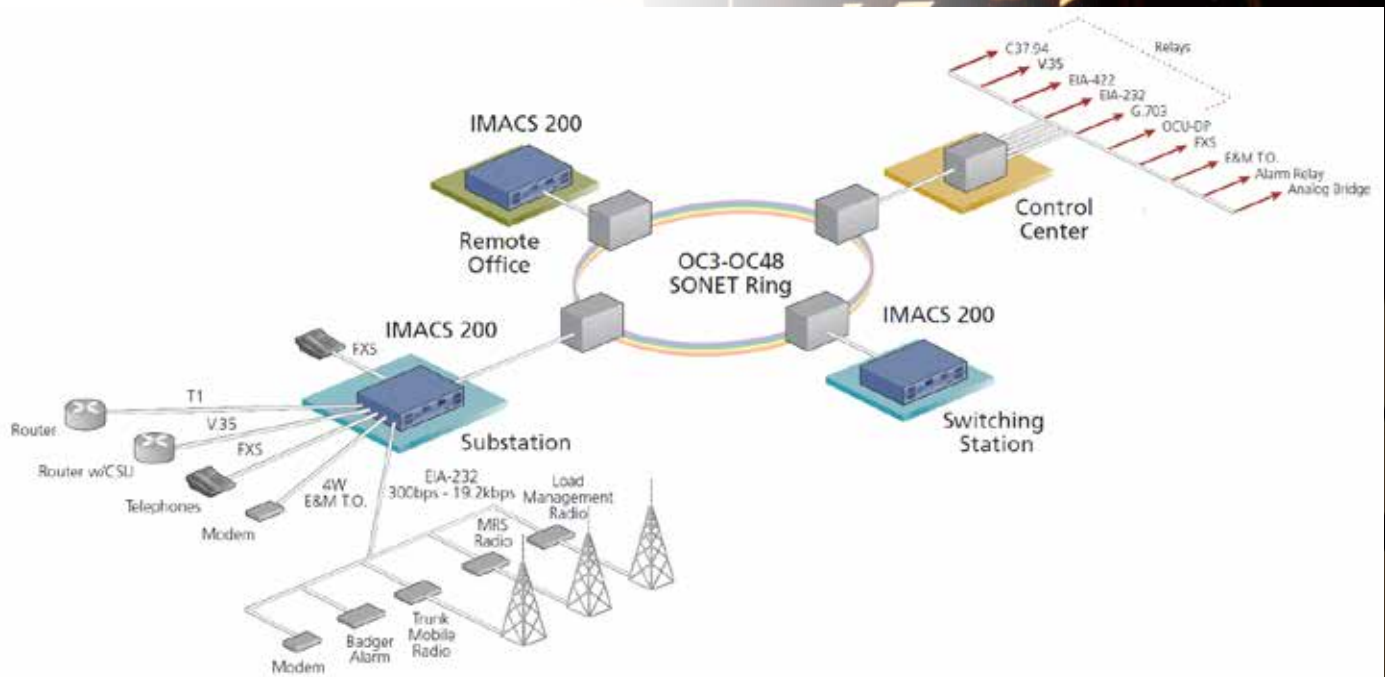 C37.94
V.35
EIA-422
EIA-232
G.703
OCU-DP
FXS
E&M T.O.
Alarm Relay
Analog Bridge
Relays
IMACS 200
Remote
Office
Control
Center
OC3-OC48
SONET Ring
IMACS 200
Switching
Station
IMACS 200
Substation
FXS
T1
V.35
FXS
4W
E&M T.O.
Router
Router w/CSU
Telephones
Modem
EIA-232
300bps - 19.2kbps
Load
Management
Radio
MRS
Radio
Trunk
Mobile
Radio
Badger
Alarm
Modem